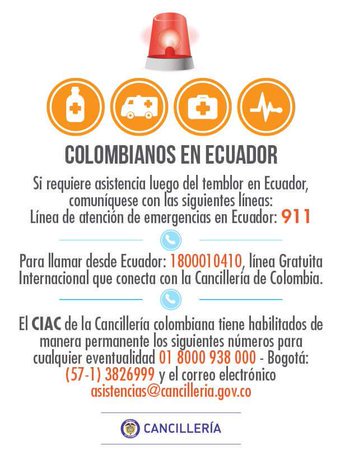 COLOMBIANOS EN ECUADOR
Si requiere asistencia luego del temblor en Ecuador,
comuníquese con las siguientes líneas:
Línea de atención de emergencias en Ecuador: 911
Para llamar desde Ecuador: 1800010410, línea Gratuita
Internacional que conecta con la Cancillería de Colombia.
El CIAC de la Cancillería colombiana tiene habilitados de
manera permanente los siguientes números para
cualquier eventualidad 01 8000 938 000 - Bogotá:
(57-1) 3826999 y el correo electrónico
asistencias@cancilleria.gov.co
CANCILLERÍA